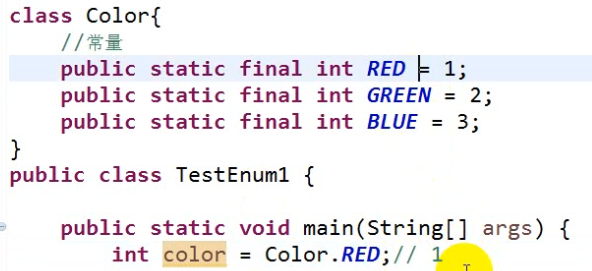 class Color{
//常量
public static final int RED = 1;
public static final int GREEN = 2;
public static final int BLUE = 3;
}
public class TestEnum1 {
public static void main(String[] args) {
int color = Color.RED;// 1